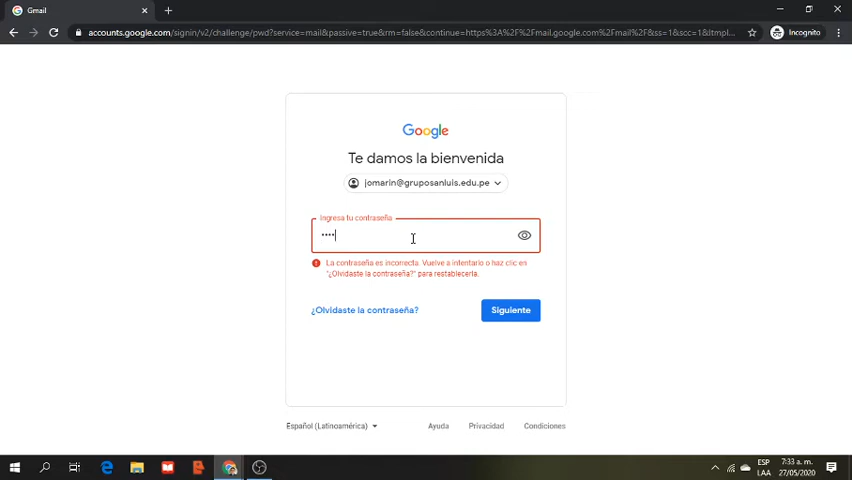 Gmail
accounts.google.com/signin/v2/challenge/pwd?service=mail&passive=true&rm=false&continue=https%3A%2F%2Fmail.google.com%2Fmail%2F&ss=1&scc=1&ltmpl...
Incognito
Google
Te damos la bienvenida
jomarin@gruposanluis.edu.pe
Ingresa tu contraseña
••••
La contraseña es incorrecta. Vuelve a intentarlo o haz clic en
"¿Olvidaste la contraseña?" para restablecerla.
¿Olvidaste la contraseña?
Siguiente
Español (Latinoamérica)
Ayuda
Privacidad
Condiciones
ESP
LAA
7:33 a. m.
27/05/2020